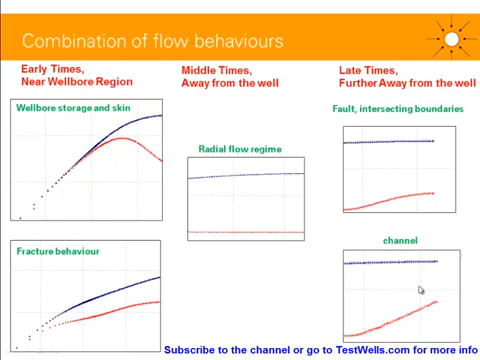 Combination of flow behaviours
Early Times,
Near Wellbore Region
Wellbore storage and skin
Fracture behaviour
Middle Times,
Away from the well
Radial flow regime
Late Times,
Further Away from the well
Fault, intersecting boundaries
channel
Subscribe to the channel or go to TestWells.com for more info